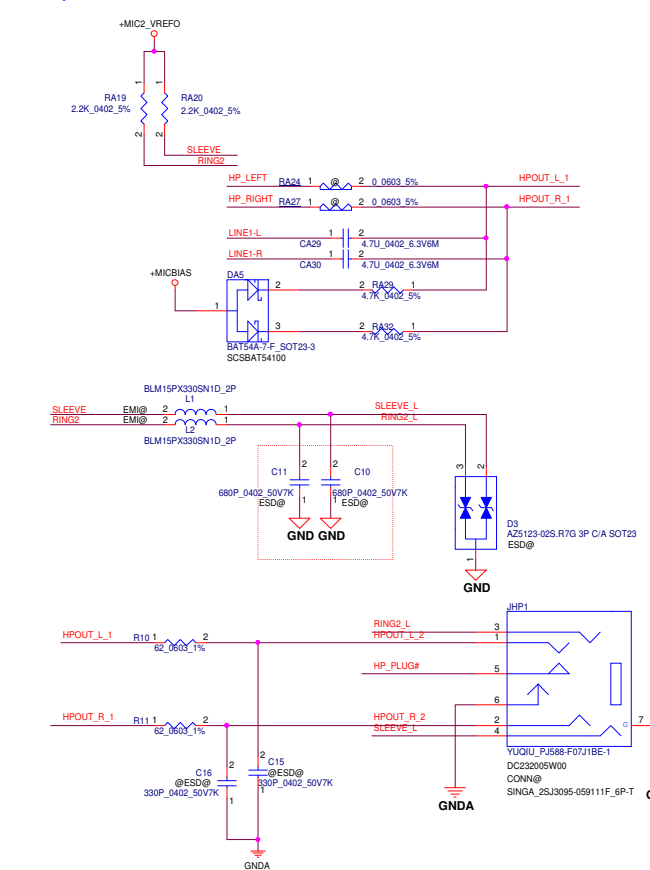 +MIC2_VREFO
1
1
RA19
2.2K_0402_5%
RA20
2.2K_0402_5%
2
2
SLEEVE
RING2
HP_LEFT RA24 1 @ 2 0_0603_5% HPOUT_L_1
HP_RIGHT RA27 1 @ 2 0_0603_5% HPOUT_R_1
LINE1-L 1 2
CA29 4.7U_0402_6.3V6M
LINE1-R 1 2
CA30 4.7U_0402_6.3V6M
+MICBIAS
DA5
1
2 2 RA29 1
4.7K_0402_5%
3 2 RA32 1
4.7K_0402_5%
BAT54A-7-F_SOT23-3
SCSBAT54100
BLM15PX330SN1D_2P
L1
SLEEVE EMI@ 2 1 SLEEVE_L
RING2 EMI@ 2 1 RING2_L
L2
BLM15PX330SN1D_2P
2 2
C11 C10
680P_0402_50V7K 680P_0402_50V7K
ESD@ ESD@
1 1
GND GND
3 2
D3
AZ5123-02S.R7G 3P C/A SOT23
ESD@
1
GND
JHP1
RING2_L 3
HPOUT_L_1 R10 1 2 HPOUT_L_2 1
62_0603_1%
HP_PLUG# 5
6
HPOUT_R_1 R11 1 2 HPOUT_R_2 2 G 7
62_0603_1% SLEEVE_L 4
YUQIU_PJ588-F07J1BE-1
DC232005W00
CONN@
SINGA_2SJ3095-059111F_6P-T
2 C15
@ESD@
330P_0402_50V7K
1
2
C16
@ESD@
330P_0402_50V7K
1
GNDA
GNDA